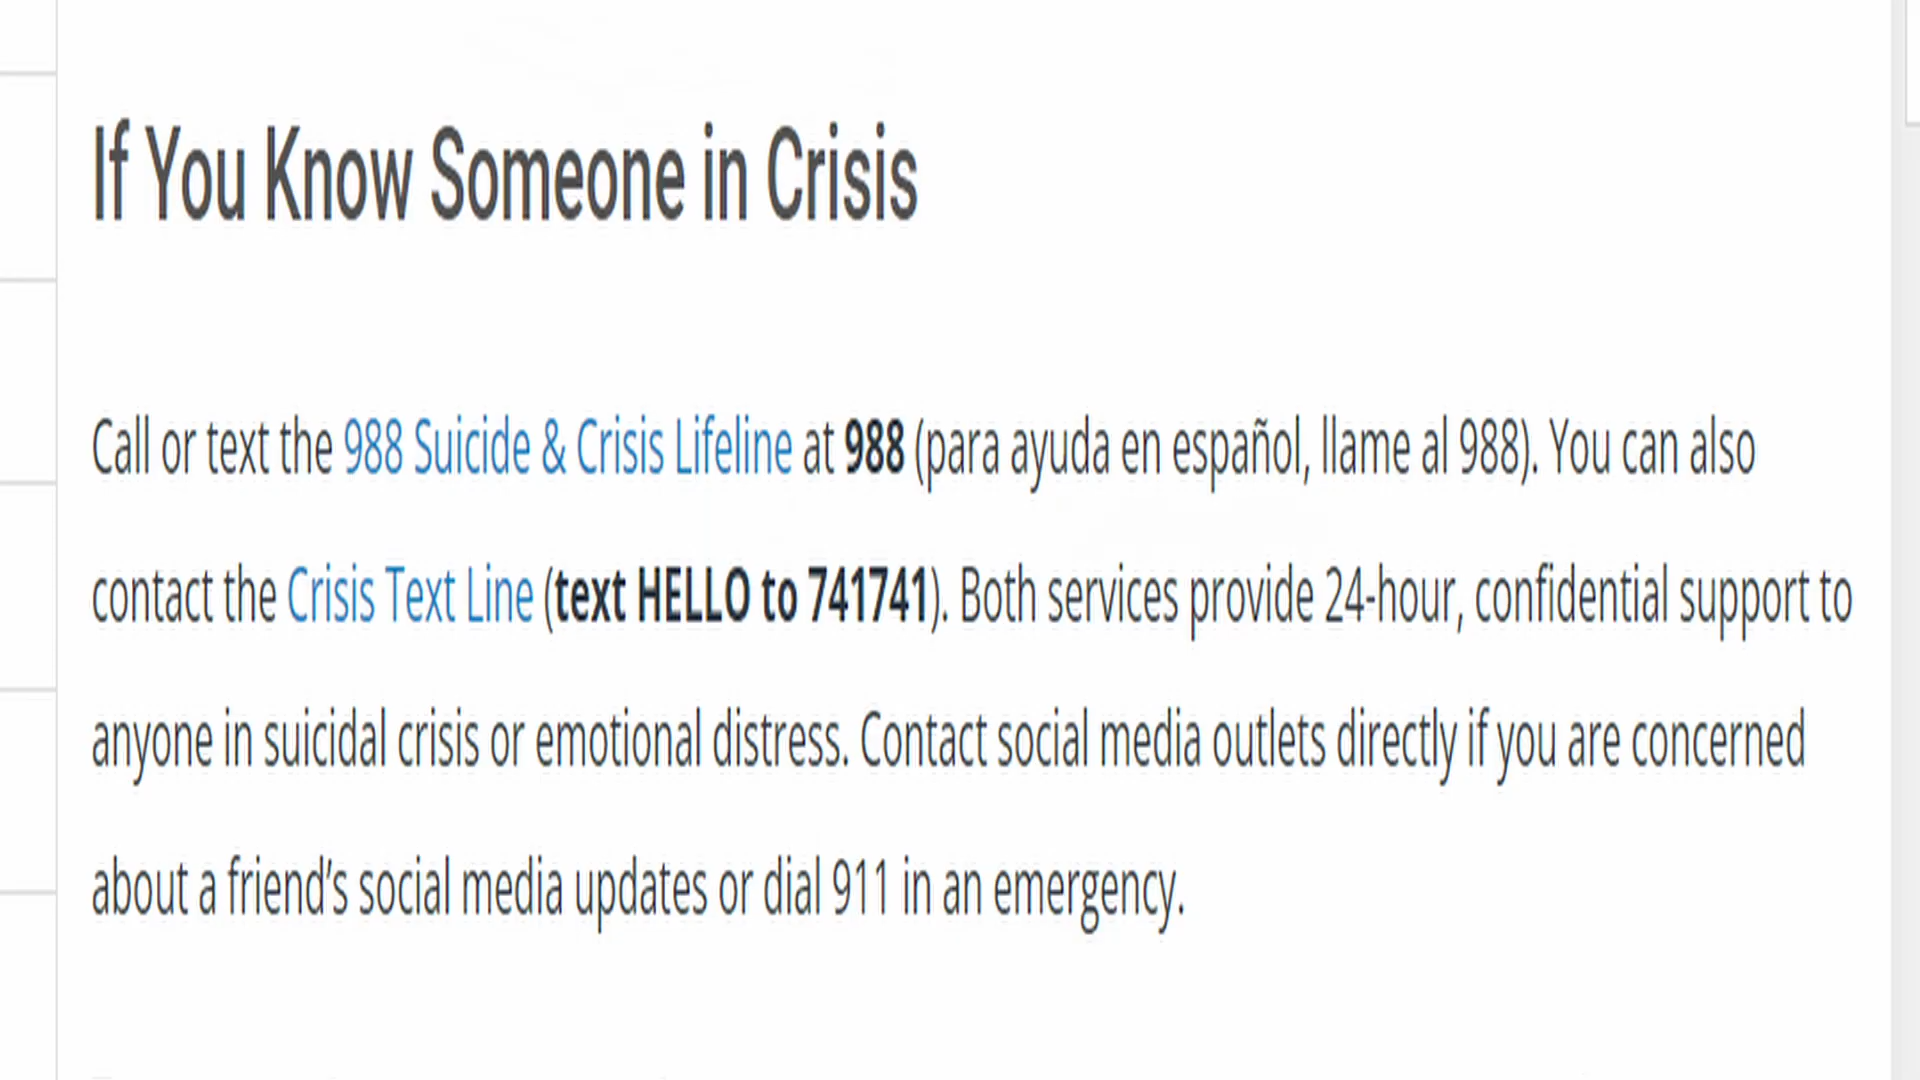 If You Know Someone in Crisis
Call or text the 988 Suicide & Crisis Lifeline at 988 (para ayuda en español, llame al 988). You can also
contact the Crisis Text Line (text HELLO to 741741). Both services provide 24-hour, confidential support to
anyone in suicidal crisis or emotional distress. Contact social media outlets directly if you are concerned
about a friend’s social media updates or dial 911 in an emergency.